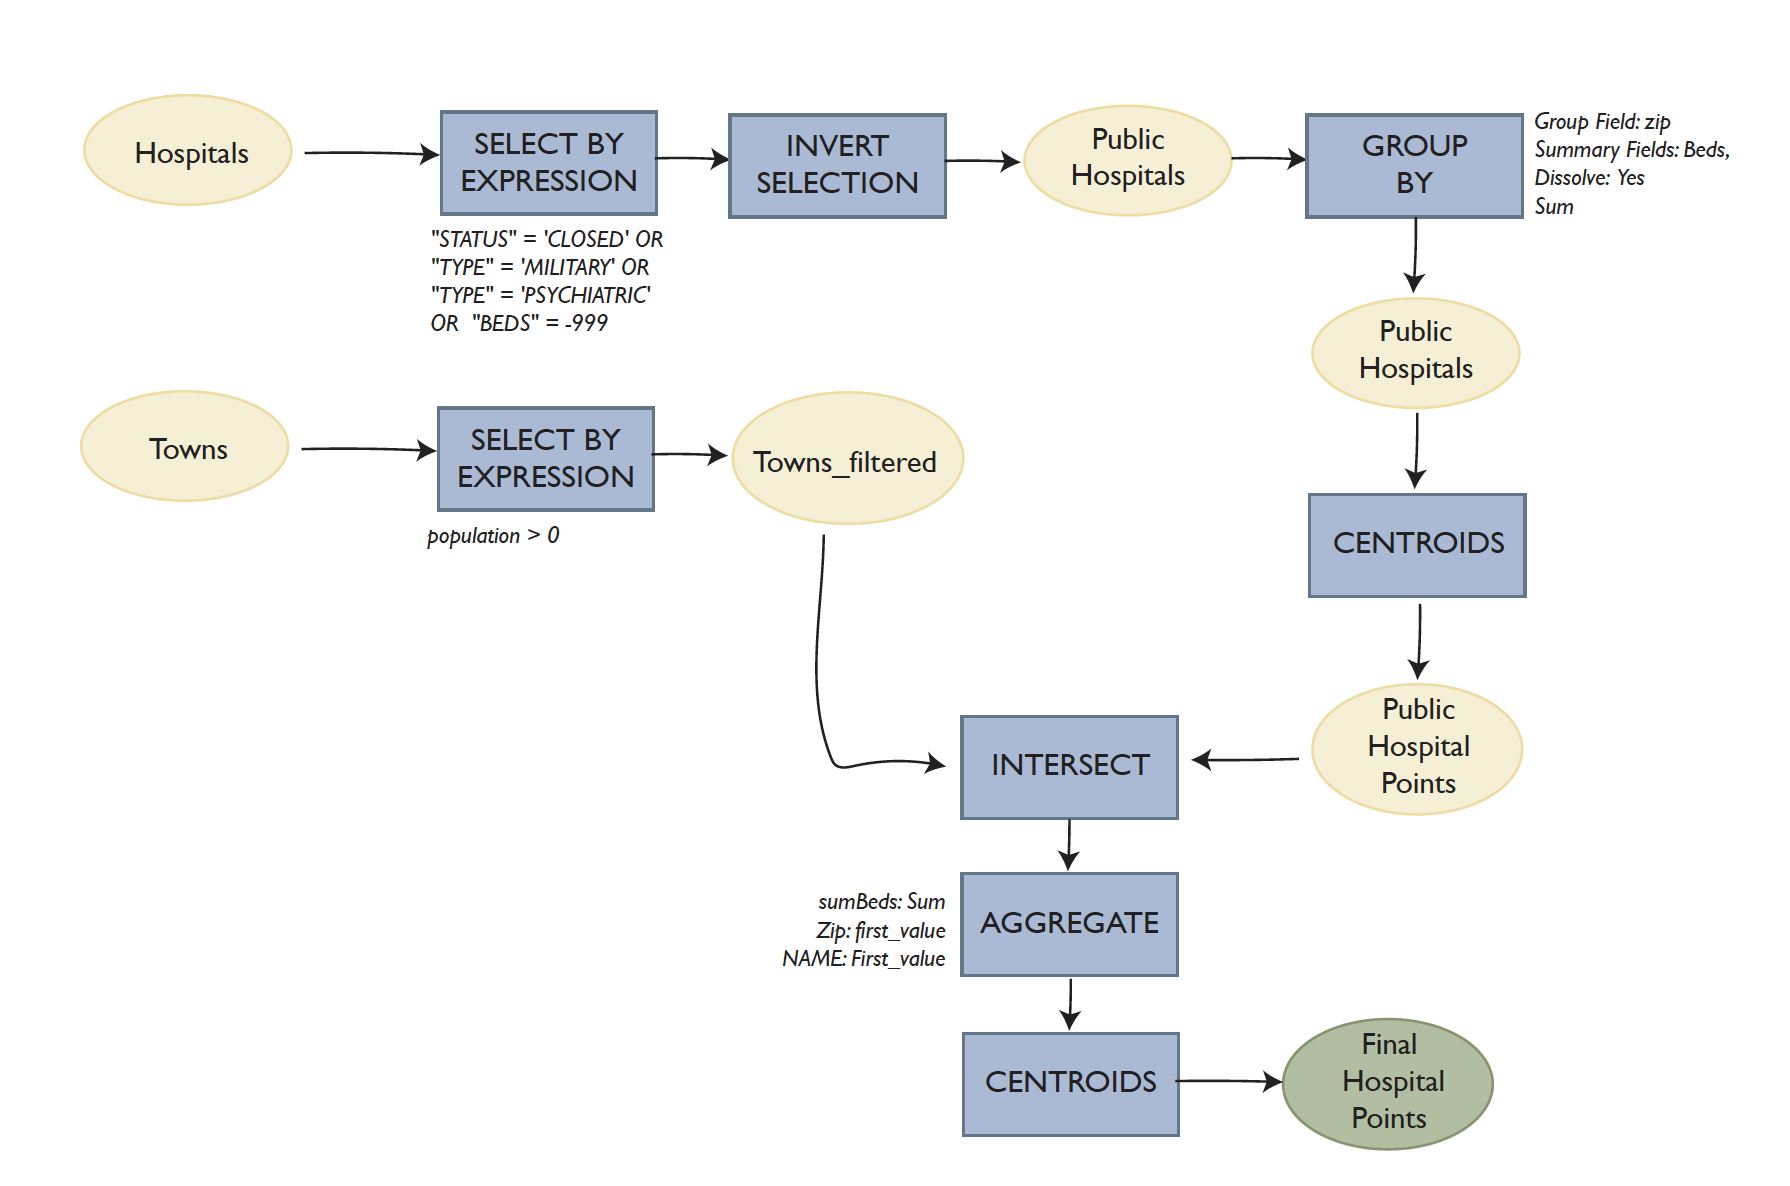 Hospitals
SELECT BY
EXPRESSION
"STATUS" = 'CLOSED' OR
"TYPE" = 'MILITARY' OR
"TYPE" = 'PSYCHIATRIC'
OR "BEDS" = -999
INVERT
SELECTION
Public
Hospitals
GROUP
BY
Group Field: zip
Summary Fields: Beds,
Dissolve: Yes
Sum
Public
Hospitals
Towns
SELECT BY
EXPRESSION
population > 0
Towns_filtered
CENTROIDS
Public
Hospital
Points
INTERSECT
sumBeds: Sum
Zip: first_value
NAME: First_value
AGGREGATE
CENTROIDS
Final
Hospital
Points